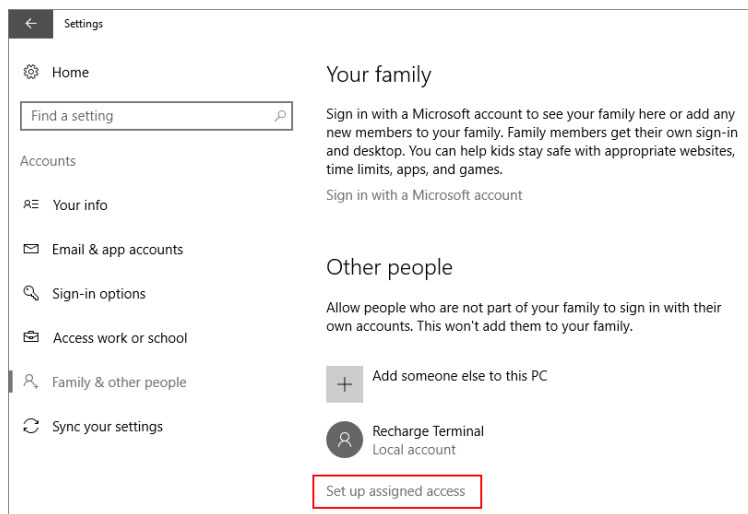 Settings
Home
Find a setting
Accounts
Your info
Email & app accounts
Sign-in options
Access work or school
Family & other people
Sync your settings
Your family
Sign in with a Microsoft account to see your family here or add any
new members to your family. Family members get their own sign-in
and desktop. You can help kids stay safe with appropriate websites,
time limits, apps, and games.
Sign in with a Microsoft account
Other people
Allow people who are not part of your family to sign in with their
own accounts. This won't add them to your family.
Add someone else to this PC
Recharge Terminal
Local account
Set up assigned access